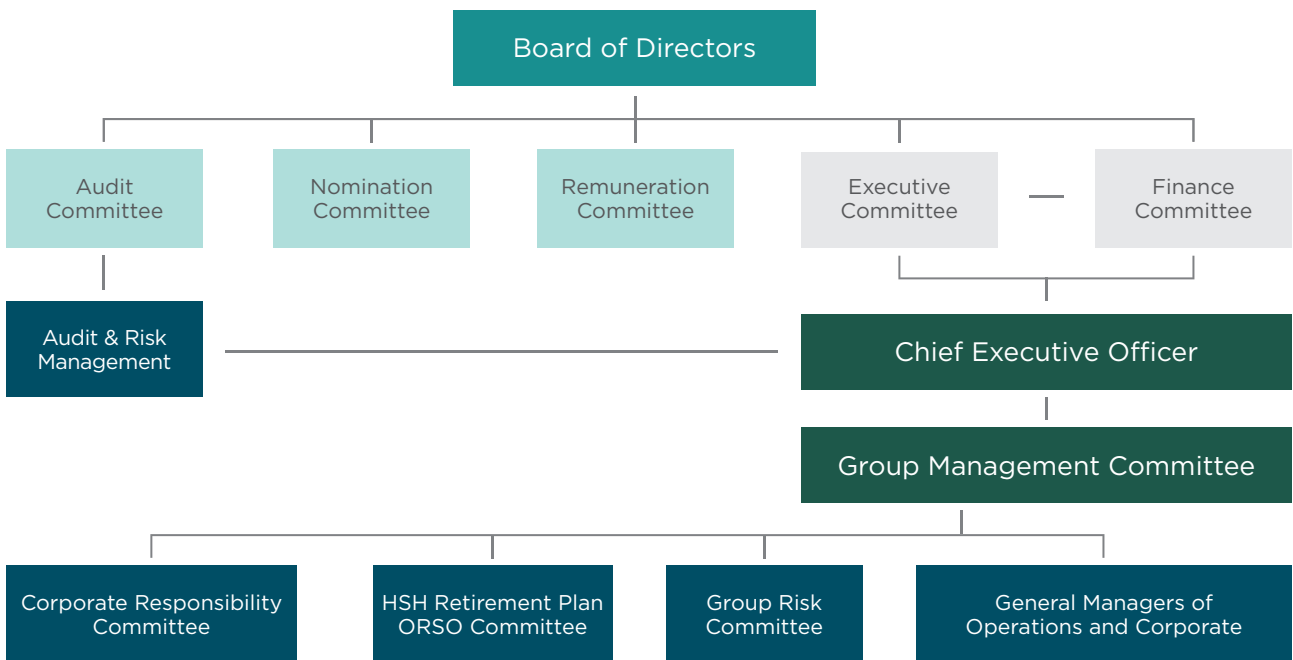 Board of Directors
Audit
Committee
Nomination
Committee
Remuneration
Committee
Executive
Committee
Finance
Committee
Audit & Risk
Management
Chief Executive Officer
Group Management Committee
Corporate Responsibility
Committee
HSH Retirement Plan
ORSO Committee
Group Risk
Committee
General Managers of
Operations and Corporate